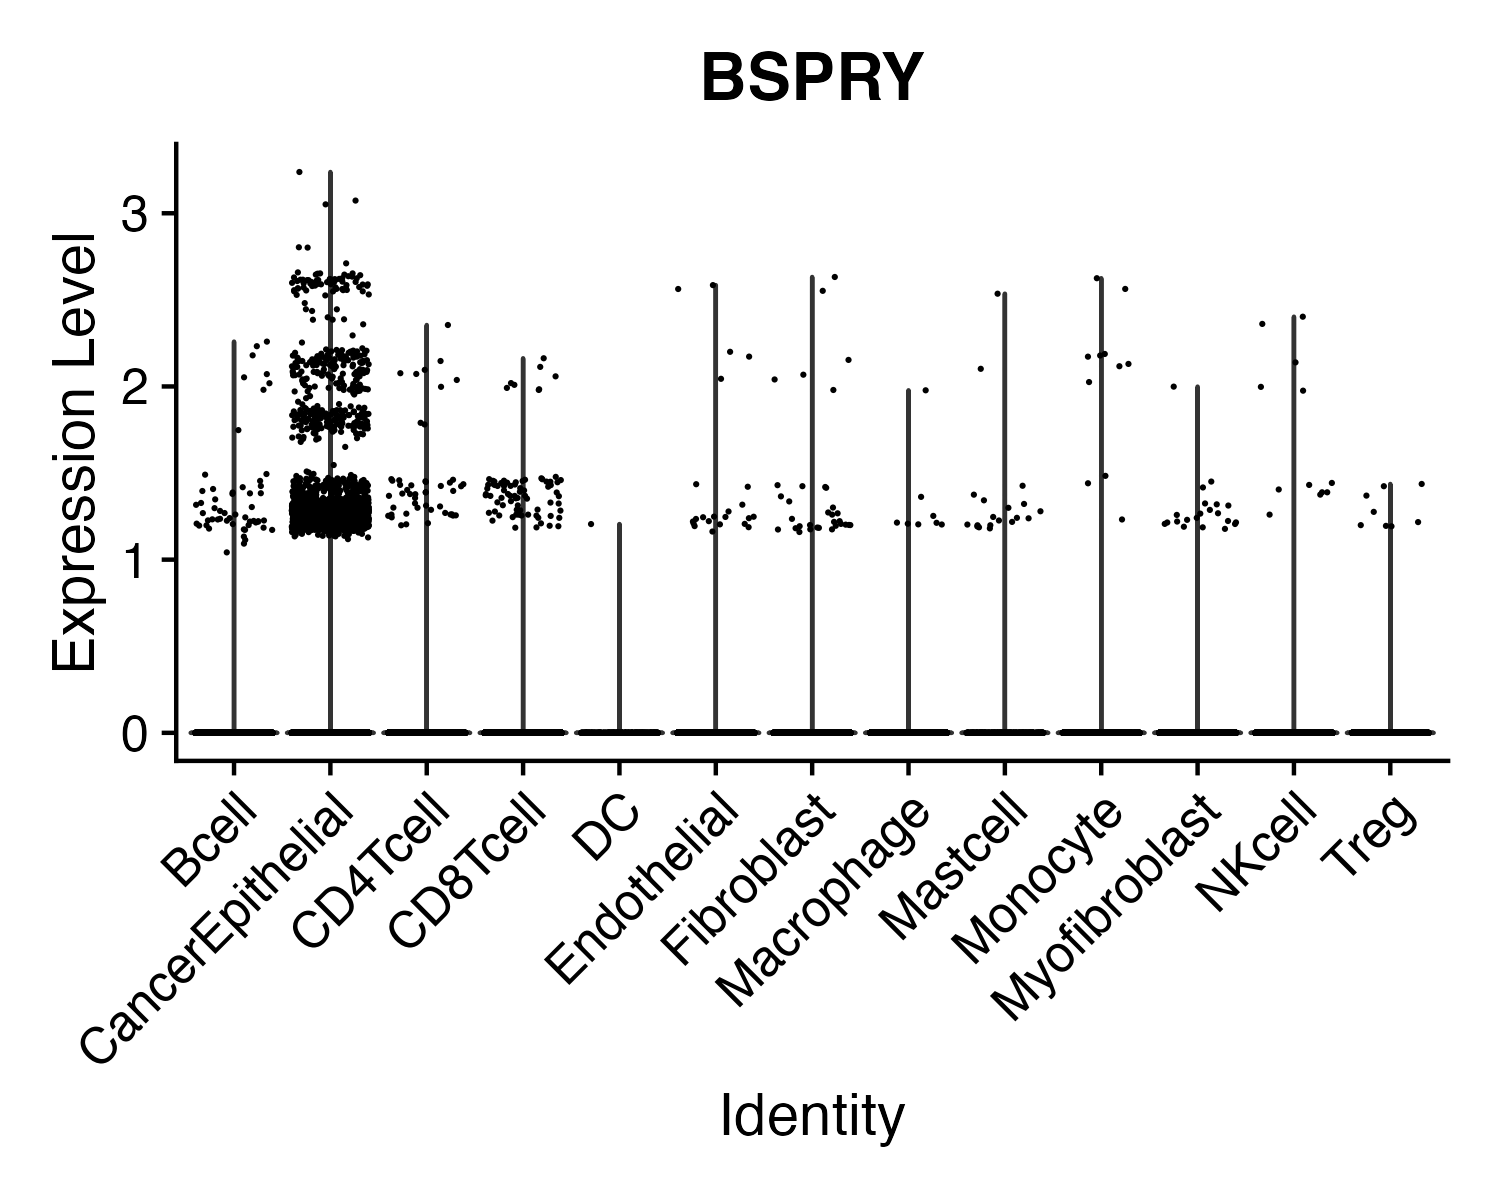 BSPRY
Expression Level
3
2
1
0
Bcell
CancerEpithelial
CD4Tcell
CD8Tcell
DC
Endothelial
Fibroblast
Macrophage
Mastcell
Monocyte
Myofibroblast
NKcell
Treg
Identity